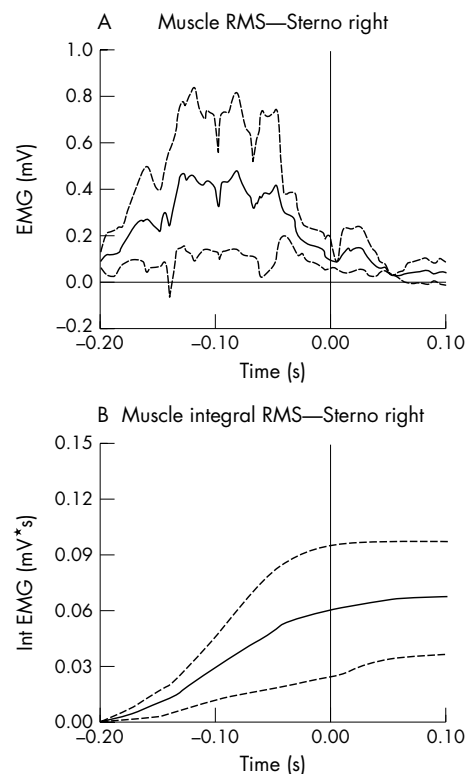 A Muscle RMS—Sterno right
1.0
0.8
0.6
0.4
0.2
0.0
–0.2
EMG (mV)
–0.20 –0.10 0.00 0.10
Time (s)
B Muscle integral RMS—Sterno right
0.15
0.12
0.09
0.06
0.03
0.00
Int EMG (mV★s)
–0.20 –0.10 0.00 0.10
Time (s)